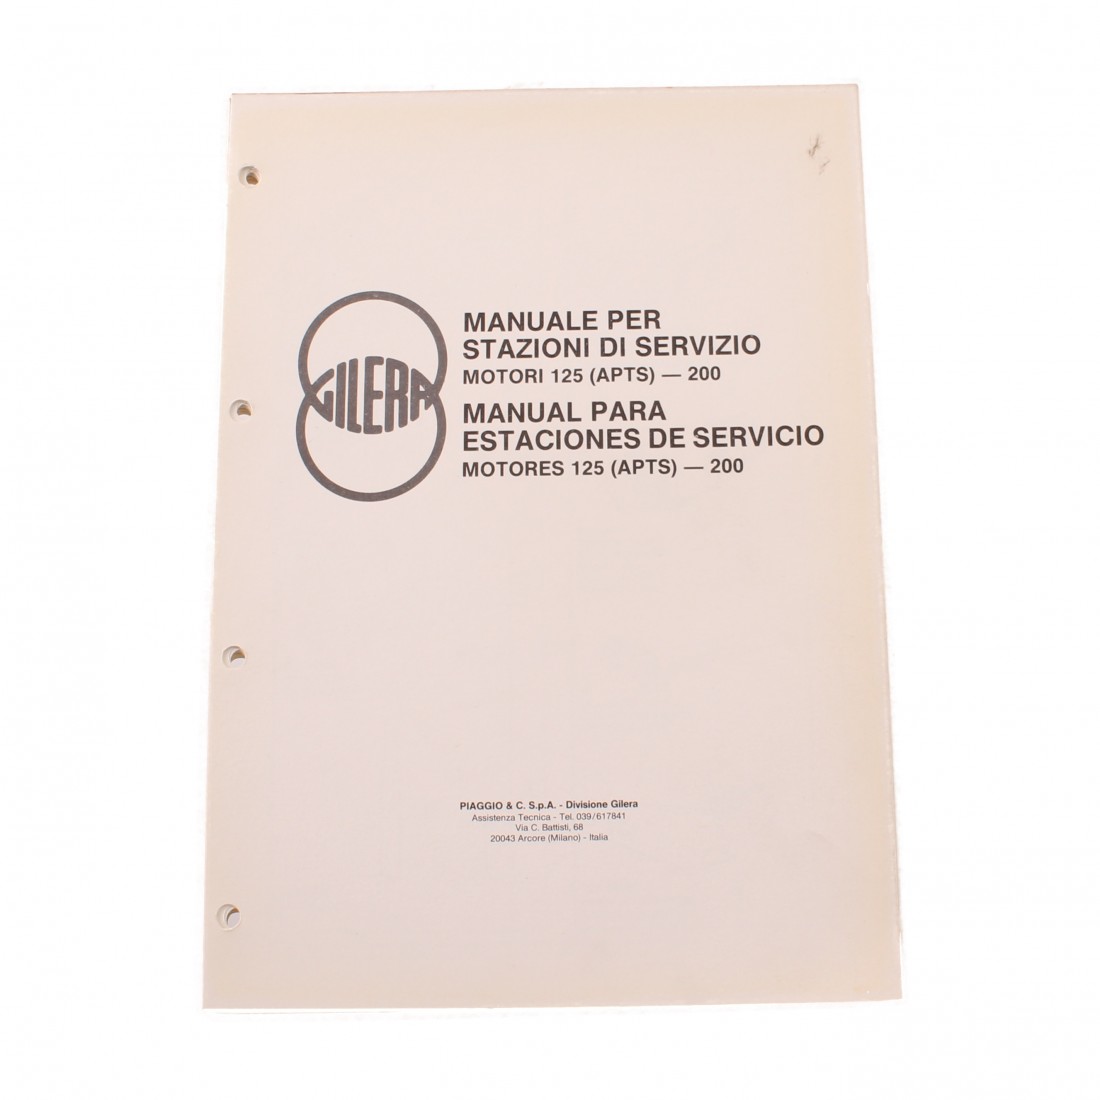 GILERA
MANUALE PER
STAZIONI DI SERVIZIO
MOTORI 125 (APTS) — 200
MANUAL PARA
ESTACIONES DE SERVICIO
MOTORES 125 (APTS) — 200
PIAGGIO & C. S.p.A. - Divisione Gilera
Assistenza Tecnica - Tel. 039/617841
Via C. Battisti, 68
20043 Arcore (Milano) - Italia